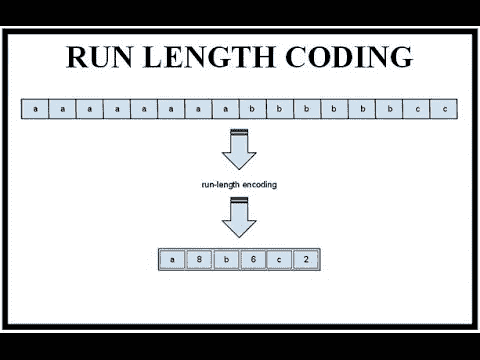 RUN LENGTH CODING
a a a a a a a a b b b b b b c c
run-length encoding
a 8 b 6 c 2